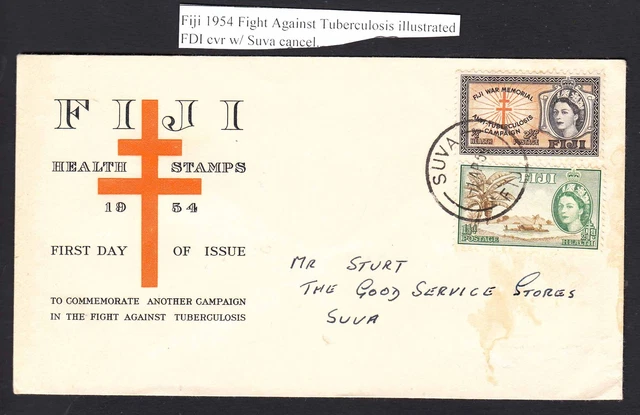 Fiji 1954 Fight Against Tuberculosis illustrated
FDI cvr w/ Suva cancel.
FIJI
HEALTH STAMPS
1954
FIRST DAY OF ISSUE
TO COMMEMORATE ANOTHER CAMPAIGN
IN THE FIGHT AGAINST TUBERCULOSIS
FIJI WAR MEMORIAL
ANTI-TUBERCULOSIS
CAMPAIGN
HEALTH POSTAGE FIJI
SUVA
FIJI
POSTAGE HEALTH
Mr STURT
THE GOOD SERVICE STORES
SUVA